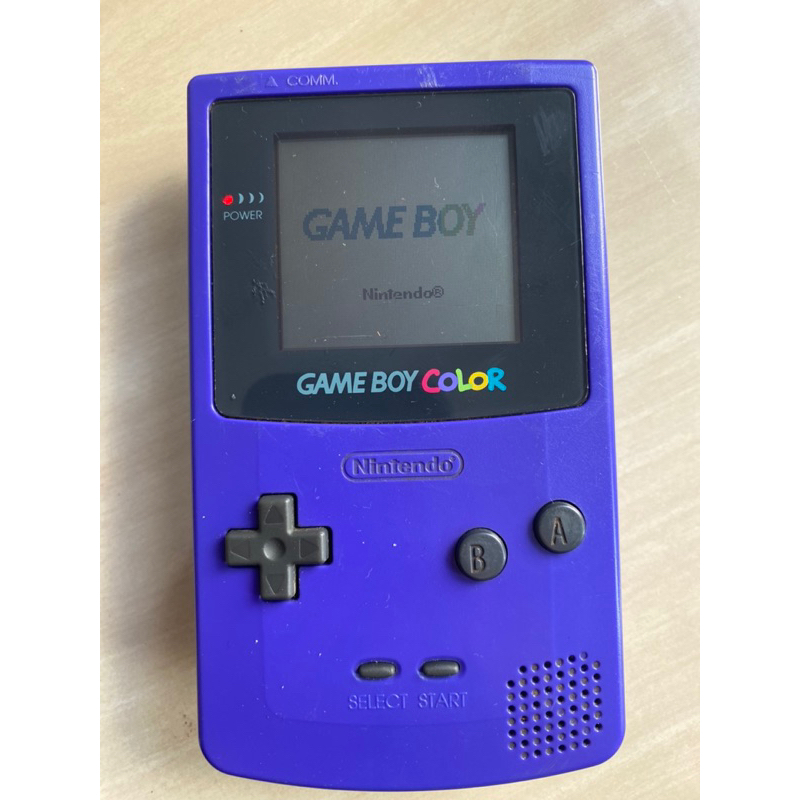 COMM.
POWER
GAME BOY
Nintendo®
GAME BOY COLOR
Nintendo®
B
A
SELECT START